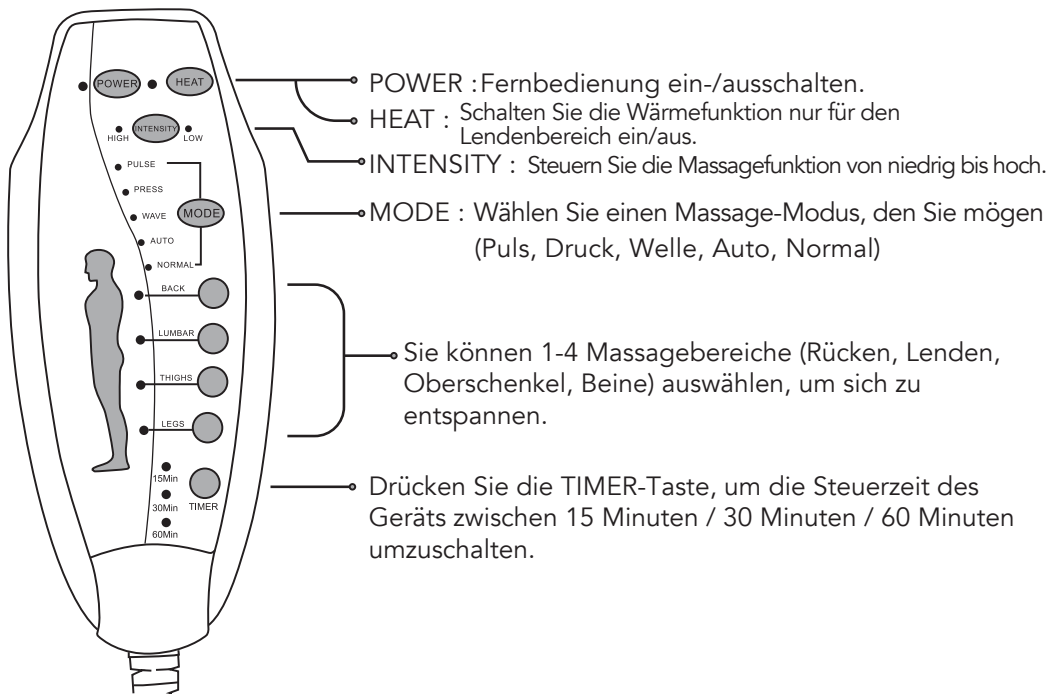 POWER HEAT
POWER : Fernbedienung ein-/ausschalten.
HEAT : Schalten Sie die Wärmefunktion nur für den
Lendenbereich ein/aus.
HIGH INTENSITY LOW
INTENSITY : Steuern Sie die Massagefunktion von niedrig bis hoch.
PULSE
PRESS
WAVE
MODE
AUTO
NORMAL
MODE : Wählen Sie einen Massage-Modus, den Sie mögen
(Puls, Druck, Welle, Auto, Normal)
BACK
LUMBAR
THIGHS
LEGS
Sie können 1-4 Massagebereiche (Rücken, Lenden,
Oberschenkel, Beine) auswählen, um sich zu
entspannen.
15Min
30Min TIMER
60Min
Drücken Sie die TIMER-Taste, um die Steuerzeit des
Geräts zwischen 15 Minuten / 30 Minuten / 60 Minuten
umzuschalten.